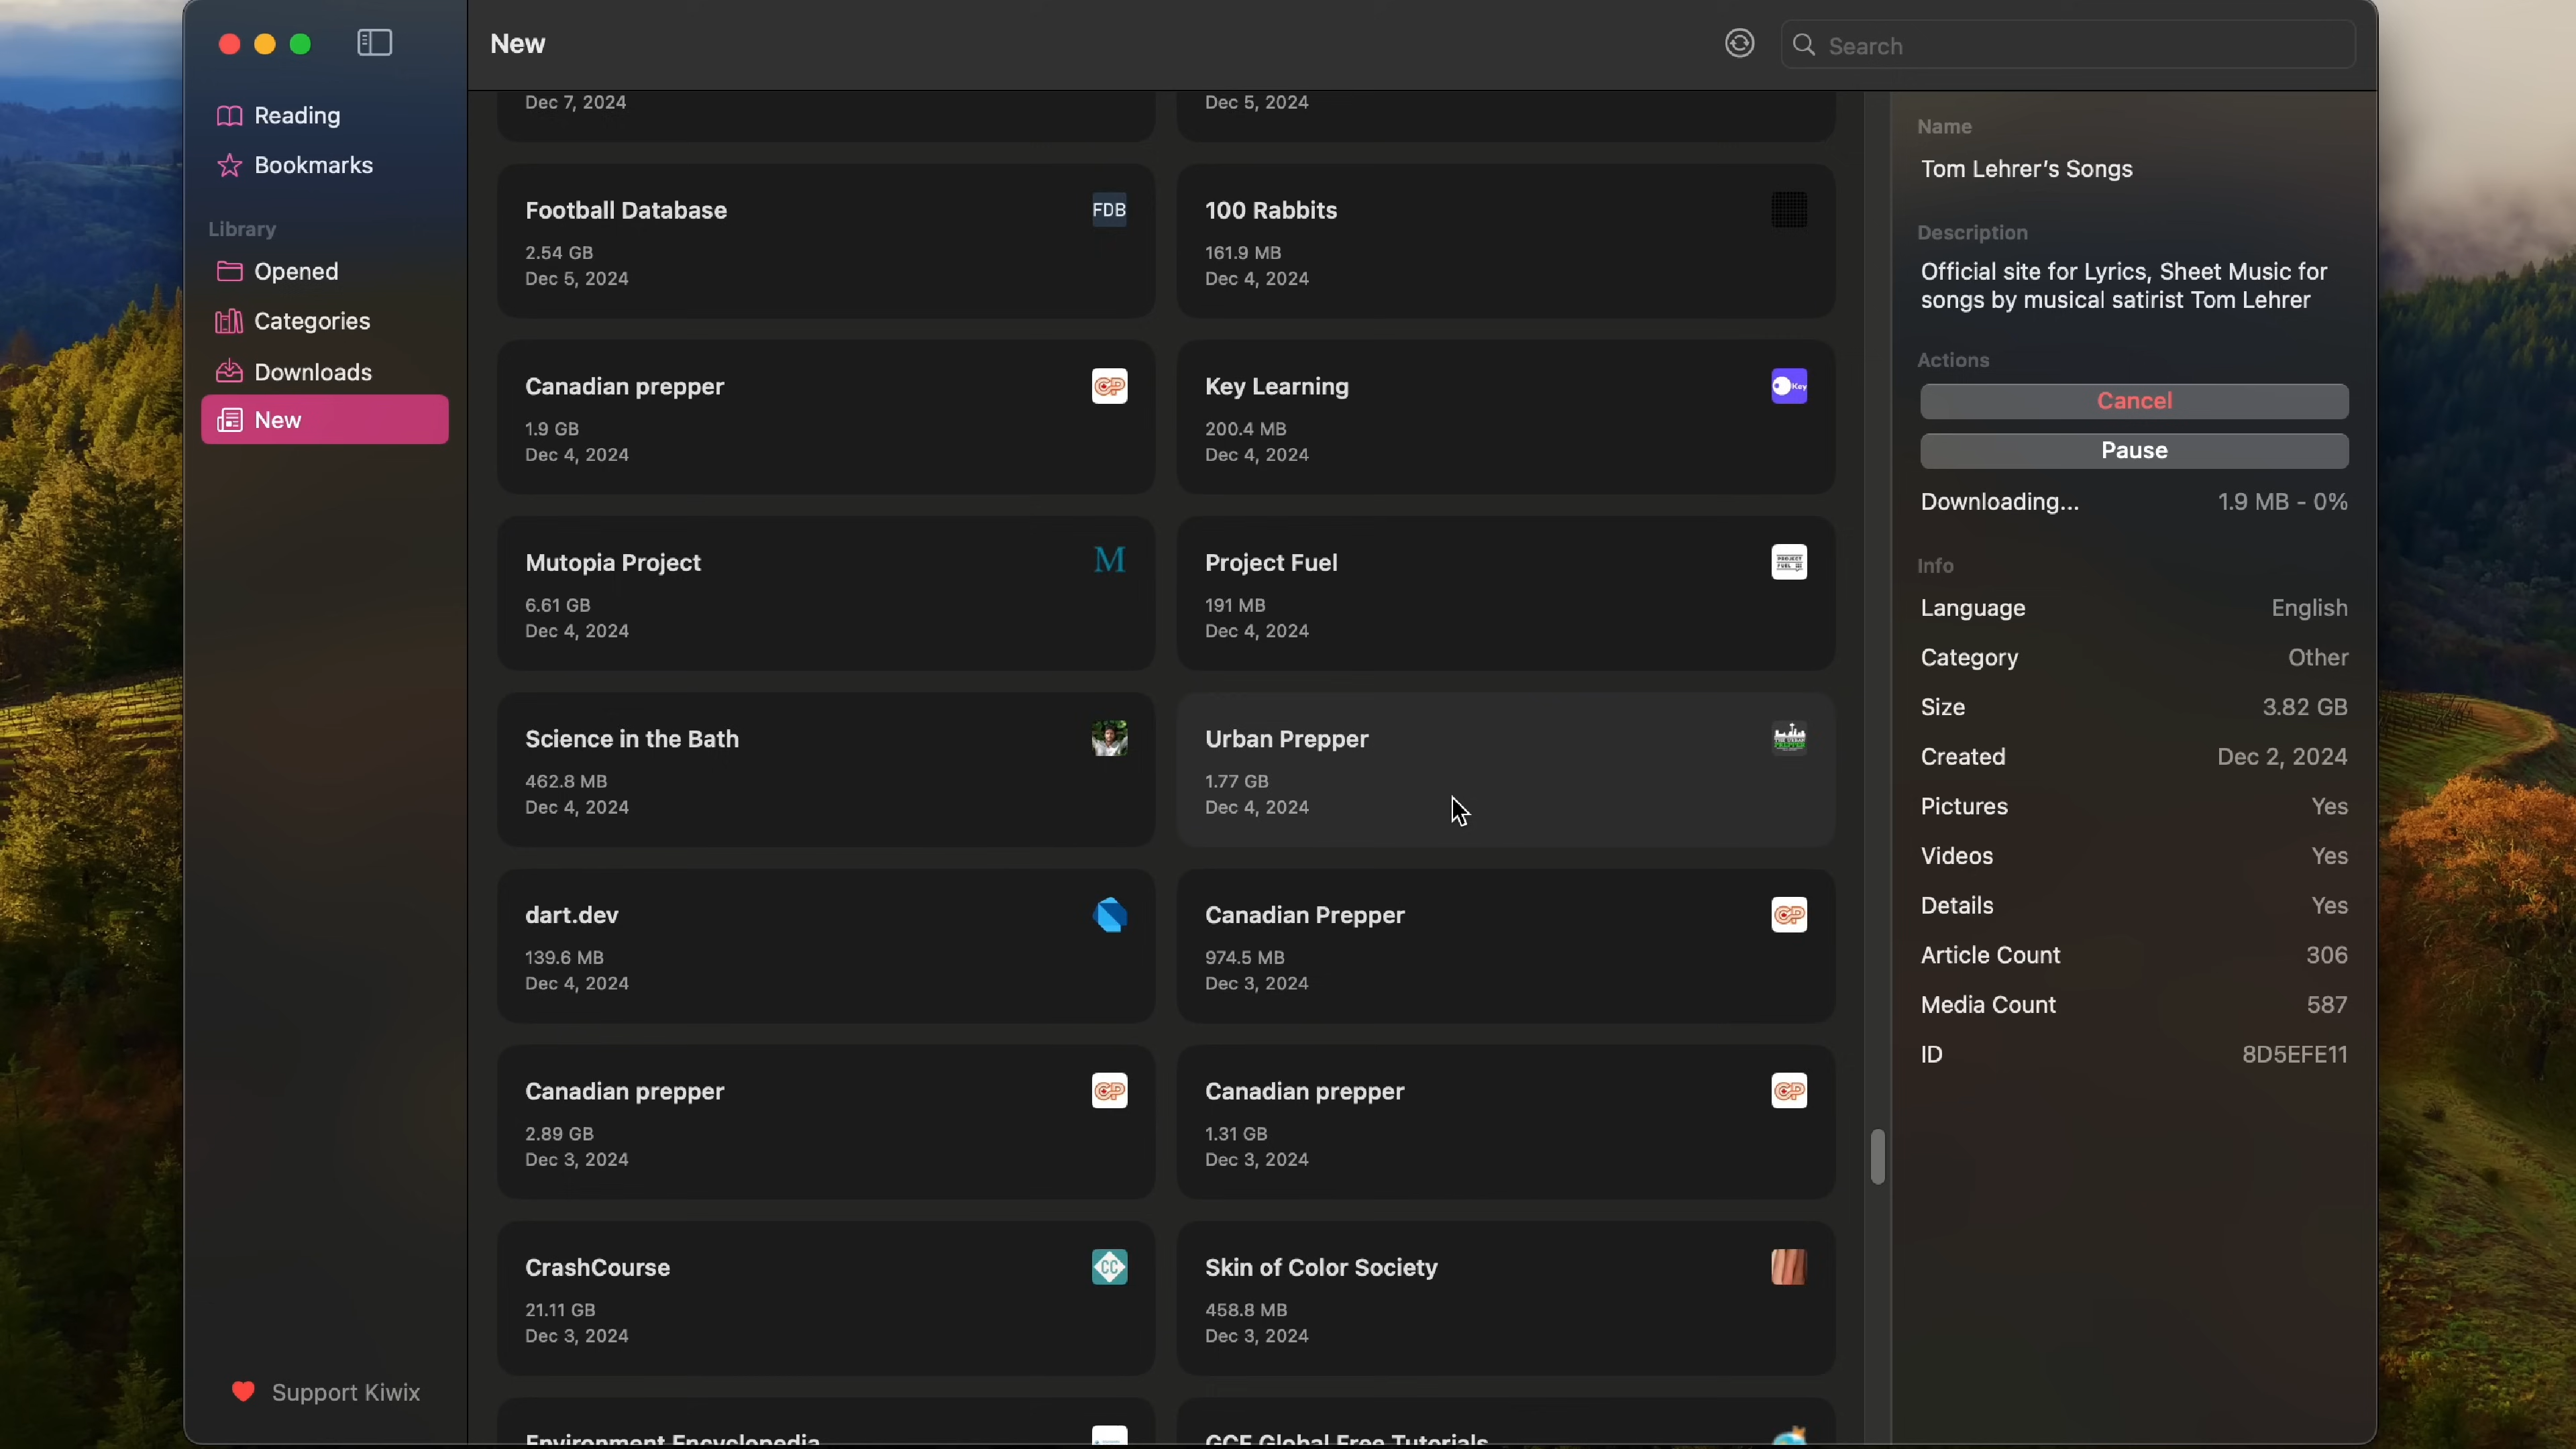 New
Search
Reading
Bookmarks
Library
Opened
Categories
Downloads
New
Support Kiwix
Dec 7, 2024
Dec 5, 2024
Football Database
FDB
2.54 GB
Dec 5, 2024
100 Rabbits
161.9 MB
Dec 4, 2024
Canadian prepper
CP
1.9 GB
Dec 4, 2024
Key Learning
Key
200.4 MB
Dec 4, 2024
Mutopia Project
M
6.61 GB
Dec 4, 2024
Project Fuel
PROJECT
FUEL
191 MB
Dec 4, 2024
Science in the Bath
462.8 MB
Dec 4, 2024
Urban Prepper
1.77 GB
Dec 4, 2024
dart.dev
139.6 MB
Dec 4, 2024
Canadian Prepper
CP
974.5 MB
Dec 3, 2024
Canadian prepper
CP
2.89 GB
Dec 3, 2024
Canadian prepper
CP
1.31 GB
Dec 3, 2024
CrashCourse
CC
21.11 GB
Dec 3, 2024
Skin of Color Society
458.8 MB
Dec 3, 2024
Environment Encyclopedia
GCF Global Free Tutorials
Name
Tom Lehrer's Songs
Description
Official site for Lyrics, Sheet Music for
songs by musical satirist Tom Lehrer
Actions
Cancel
Pause
Downloading... 1.9 MB - 0%
Info
Language English
Category Other
Size 3.82 GB
Created Dec 2, 2024
Pictures Yes
Videos Yes
Details Yes
Article Count 306
Media Count 587
ID 8D5EFE11